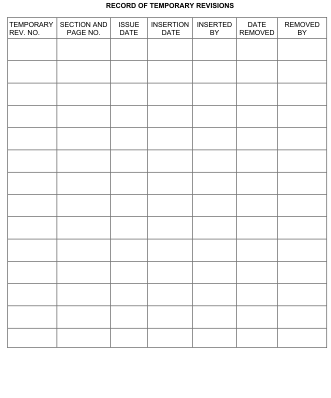 RECORD OF TEMPORARY REVISIONS
TEMPORARY REV. NO. SECTION AND PAGE NO. ISSUE DATE INSERTION DATE INSERTED BY DATE REMOVED REMOVED BY